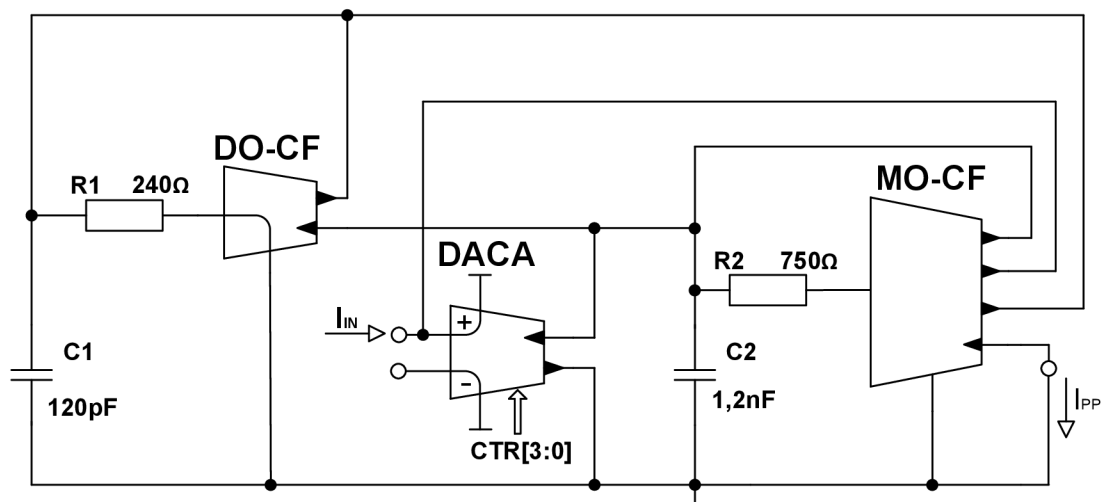 DO-CF
R1 240Ω
MO-CF
DACA
R2 750Ω
IIN
+
-
C1
120pF
C2
1,2nF
CTR[3:0]
IPP